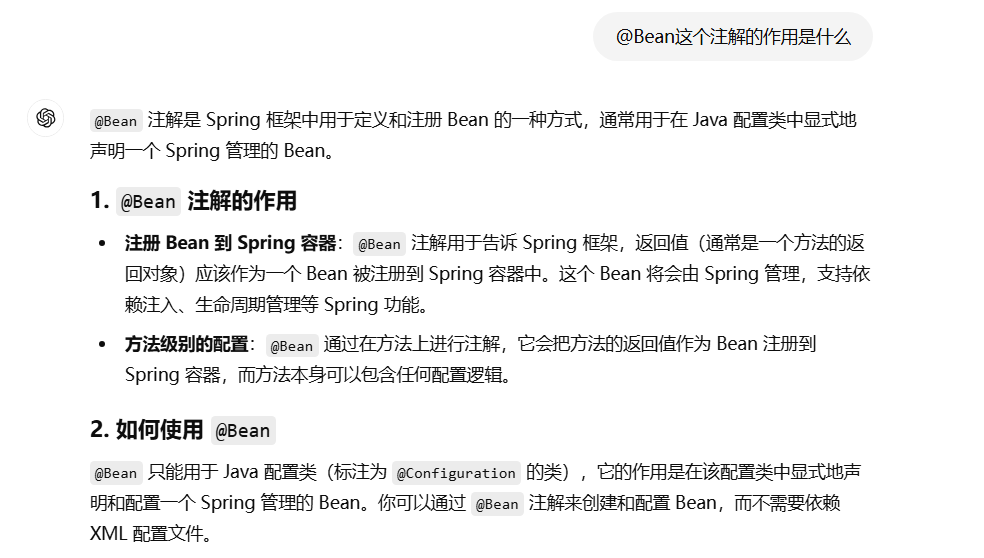 @Bean这个注解的作用是什么
@Bean 注解是 Spring 框架中用于定义和注册 Bean 的一种方式，通常用于在 Java 配置类中显式地
声明一个 Spring 管理的 Bean。
1. @Bean 注解的作用
• 注册 Bean 到 Spring 容器：@Bean 注解用于告诉 Spring 框架，返回值（通常是一个方法的返
回对象）应该作为一个 Bean 被注册到 Spring 容器中。这个 Bean 将会由 Spring 管理，支持依
赖注入、生命周期管理等 Spring 功能。
• 方法级别的配置：@Bean 通过在方法上进行注解，它会把方法的返回值作为 Bean 注册到
Spring 容器，而方法本身可以包含任何配置逻辑。
2. 如何使用 @Bean
@Bean 只能用于 Java 配置类（标注为 @Configuration 的类），它的作用是在该配置类中显式地声
明和配置一个 Spring 管理的 Bean。你可以通过 @Bean 注解来创建和配置 Bean，而不需要依赖
XML 配置文件。